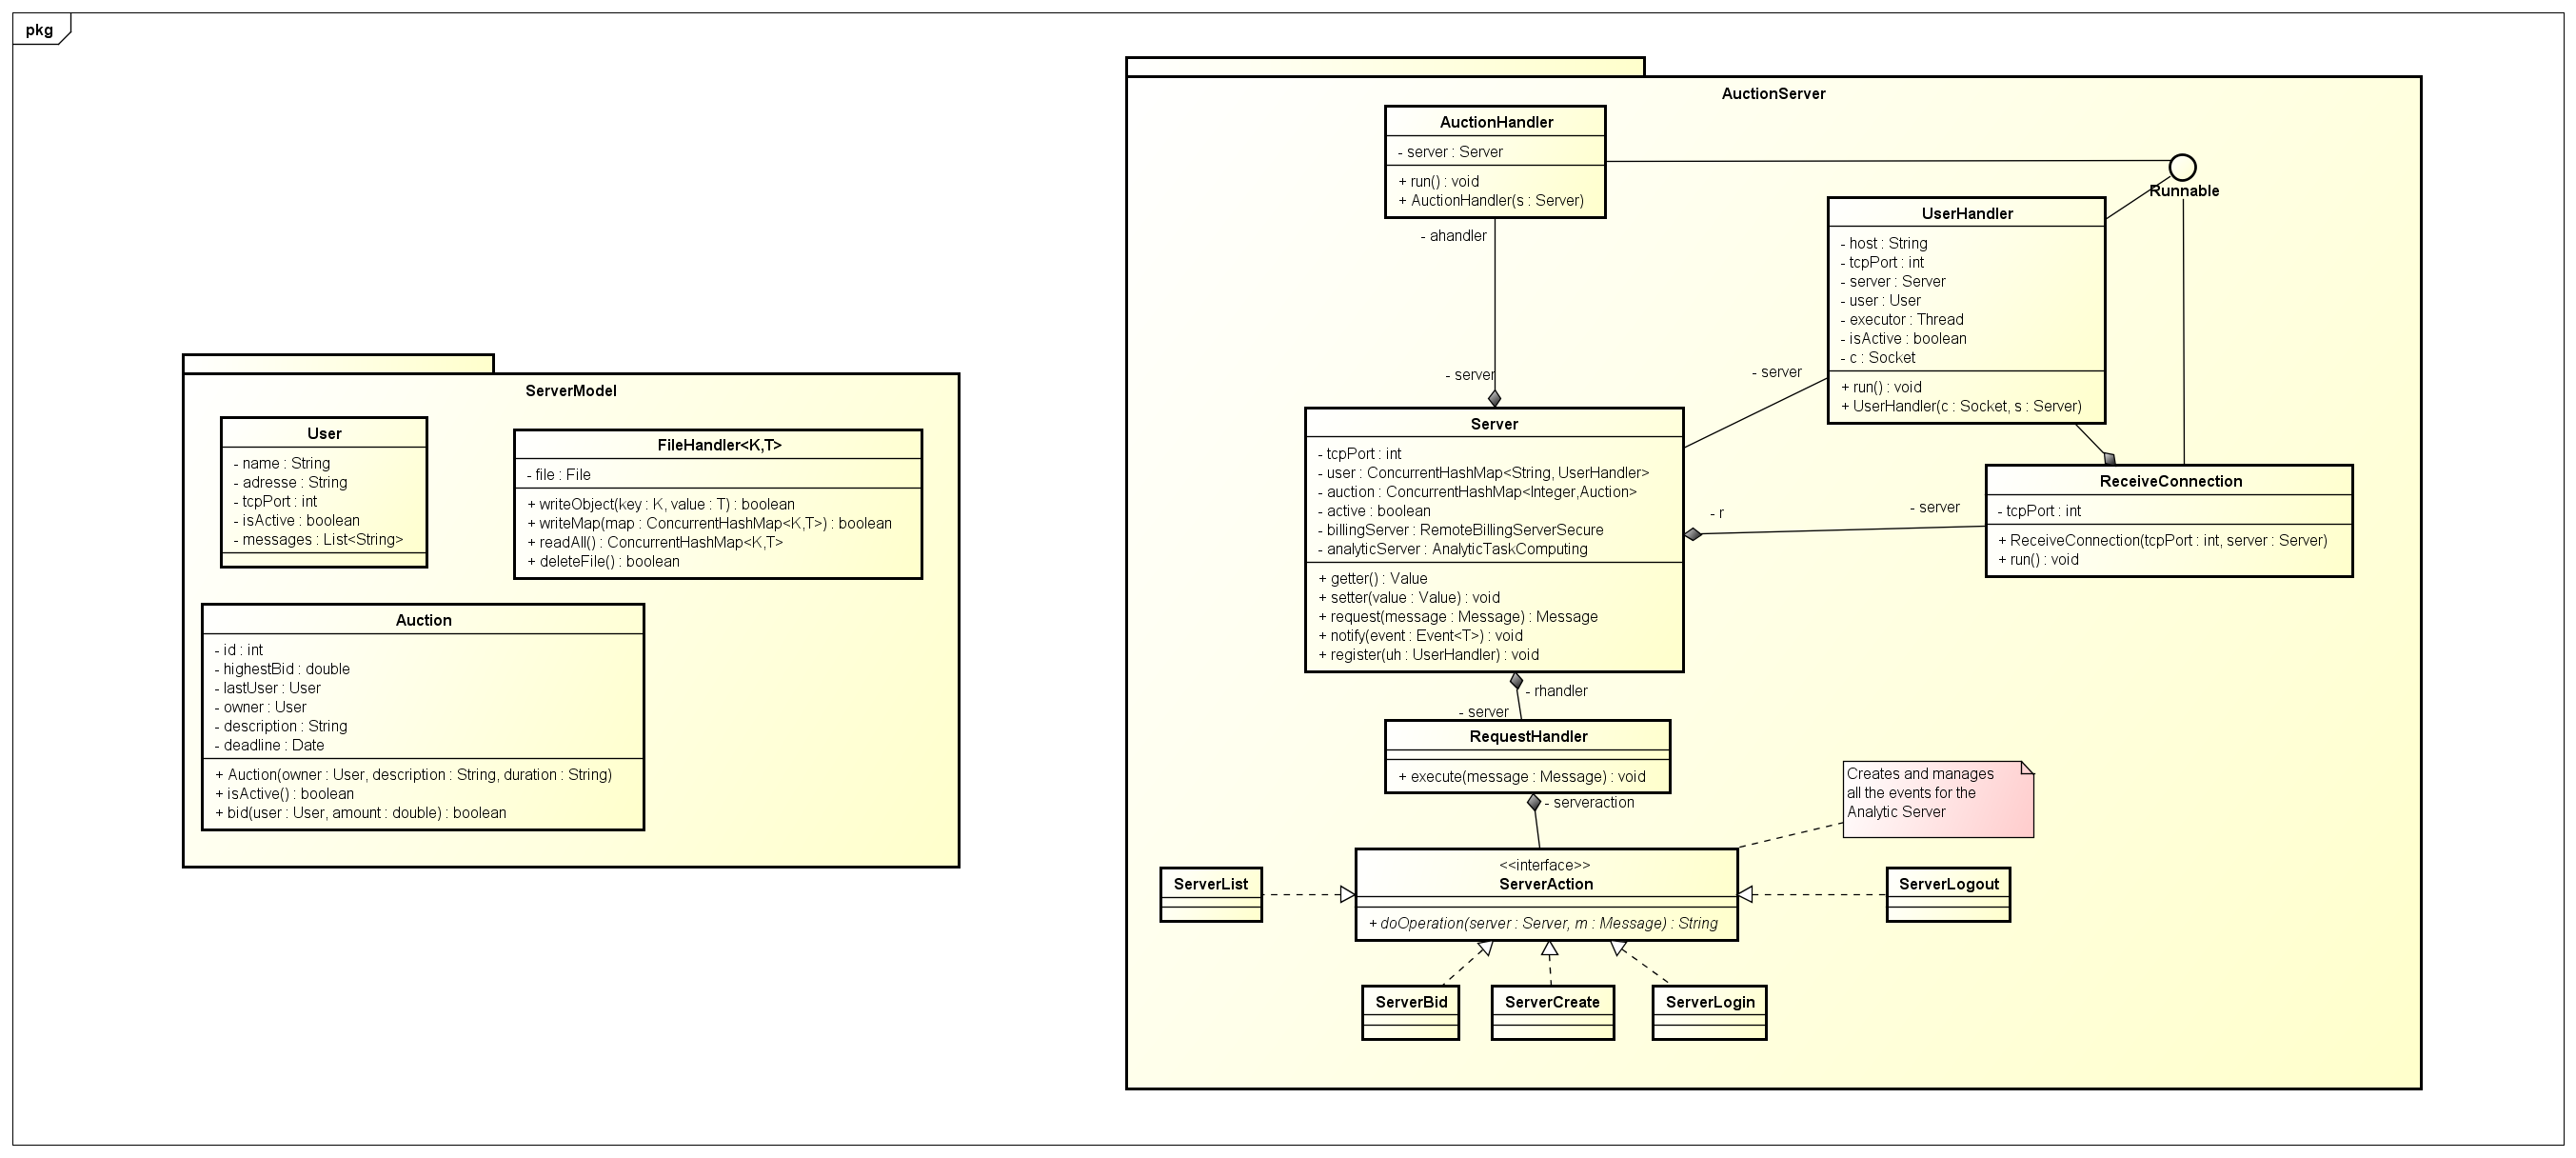 pkg
ServerModel
User
- name : String
- adresse : String
- tcpPort : int
- isActive : boolean
- messages : List<String>
FileHandler<K,T>
- file : File
+ writeObject(key : K, value : T) : boolean
+ writeMap(map : ConcurrentHashMap<K,T>) : boolean
+ readAll() : ConcurrentHashMap<K,T>
+ deleteFile() : boolean
Auction
- id : int
- highestBid : double
- lastUser : User
- owner : User
- description : String
- deadline : Date
+ Auction(owner : User, description : String, duration : String)
+ isActive() : boolean
+ bid(user : User, amount : double) : boolean
AuctionServer
AuctionHandler
- server : Server
+ run() : void
+ AuctionHandler(s : Server)
Runnable
- ahandler
- server
UserHandler
- host : String
- tcpPort : int
- server : Server
- user : User
- executor : Thread
- isActive : boolean
- c : Socket
+ run() : void
+ UserHandler(c : Socket, s : Server)
- server
Server
- tcpPort : int
- user : ConcurrentHashMap<String, UserHandler>
- auction : ConcurrentHashMap<Integer,Auction>
- active : boolean
- billingServer : RemoteBillingServerSecure
- analyticServer : AnalyticTaskComputing
+ getter() : Value
+ setter(value : Value) : void
+ request(message : Message) : Message
+ notify(event : Event<T>) : void
+ register(uh : UserHandler) : void
- r
- server
ReceiveConnection
- tcpPort : int
+ ReceiveConnection(tcpPort : int, server : Server)
+ run() : void
- rhandler
- server
RequestHandler
+ execute(message : Message) : void
- serveraction
Creates and manages
all the events for the
Analytic Server
<<interface>>
ServerAction
+ doOperation(server : Server, m : Message) : String
ServerList
ServerLogout
ServerBid
ServerCreate
ServerLogin